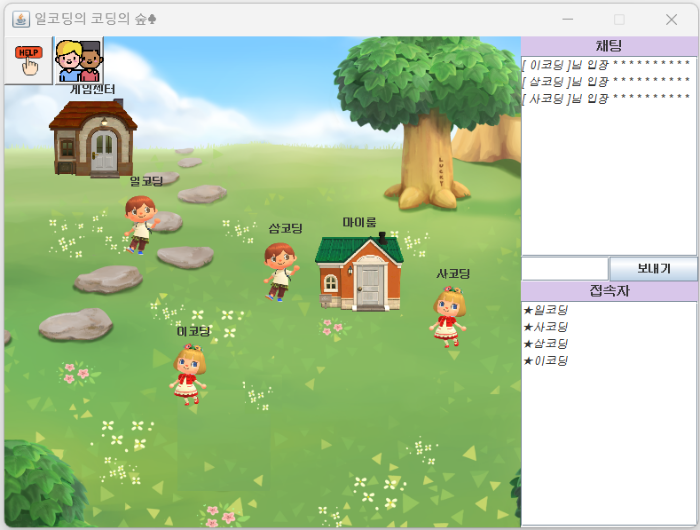 일코딩의 코딩의 숲♣
HELP
게임센터
일코딩
삼코딩
마이룸
사코딩
이코딩
LUCKY
채팅
[ 이코딩 ]님 입장 * * * * * * * * * *
[ 삼코딩 ]님 입장 * * * * * * * * * *
[ 사코딩 ]님 입장 * * * * * * * * * *
보내기
접속자
★일코딩
★사코딩
★삼코딩
★이코딩